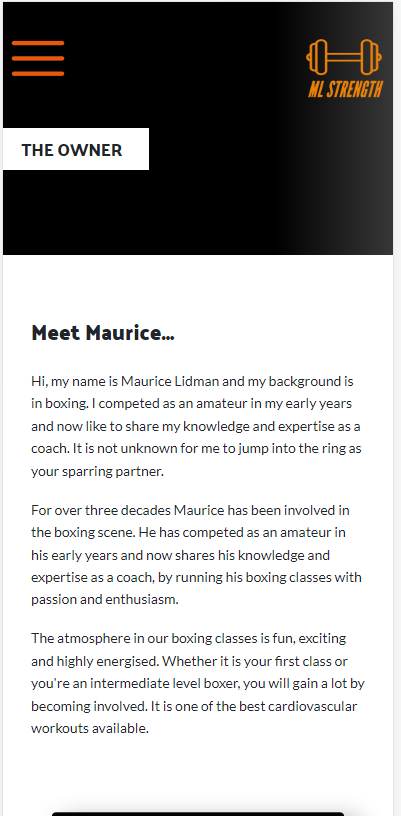 ML STRENGTH
THE OWNER
Meet Maurice...
Hi, my name is Maurice Lidman and my background is
in boxing. I competed as an amateur in my early years
and now like to share my knowledge and expertise as a
coach. It is not unknown for me to jump into the ring as
your sparring partner.
For over three decades Maurice has been involved in
the boxing scene. He has competed as an amateur in
his early years and now shares his knowledge and
expertise as a coach, by running his boxing classes with
passion and enthusiasm.
The atmosphere in our boxing classes is fun, exciting
and highly energised. Whether it is your first class or
you're an intermediate level boxer, you will gain a lot by
becoming involved. It is one of the best cardiovascular
workouts available.